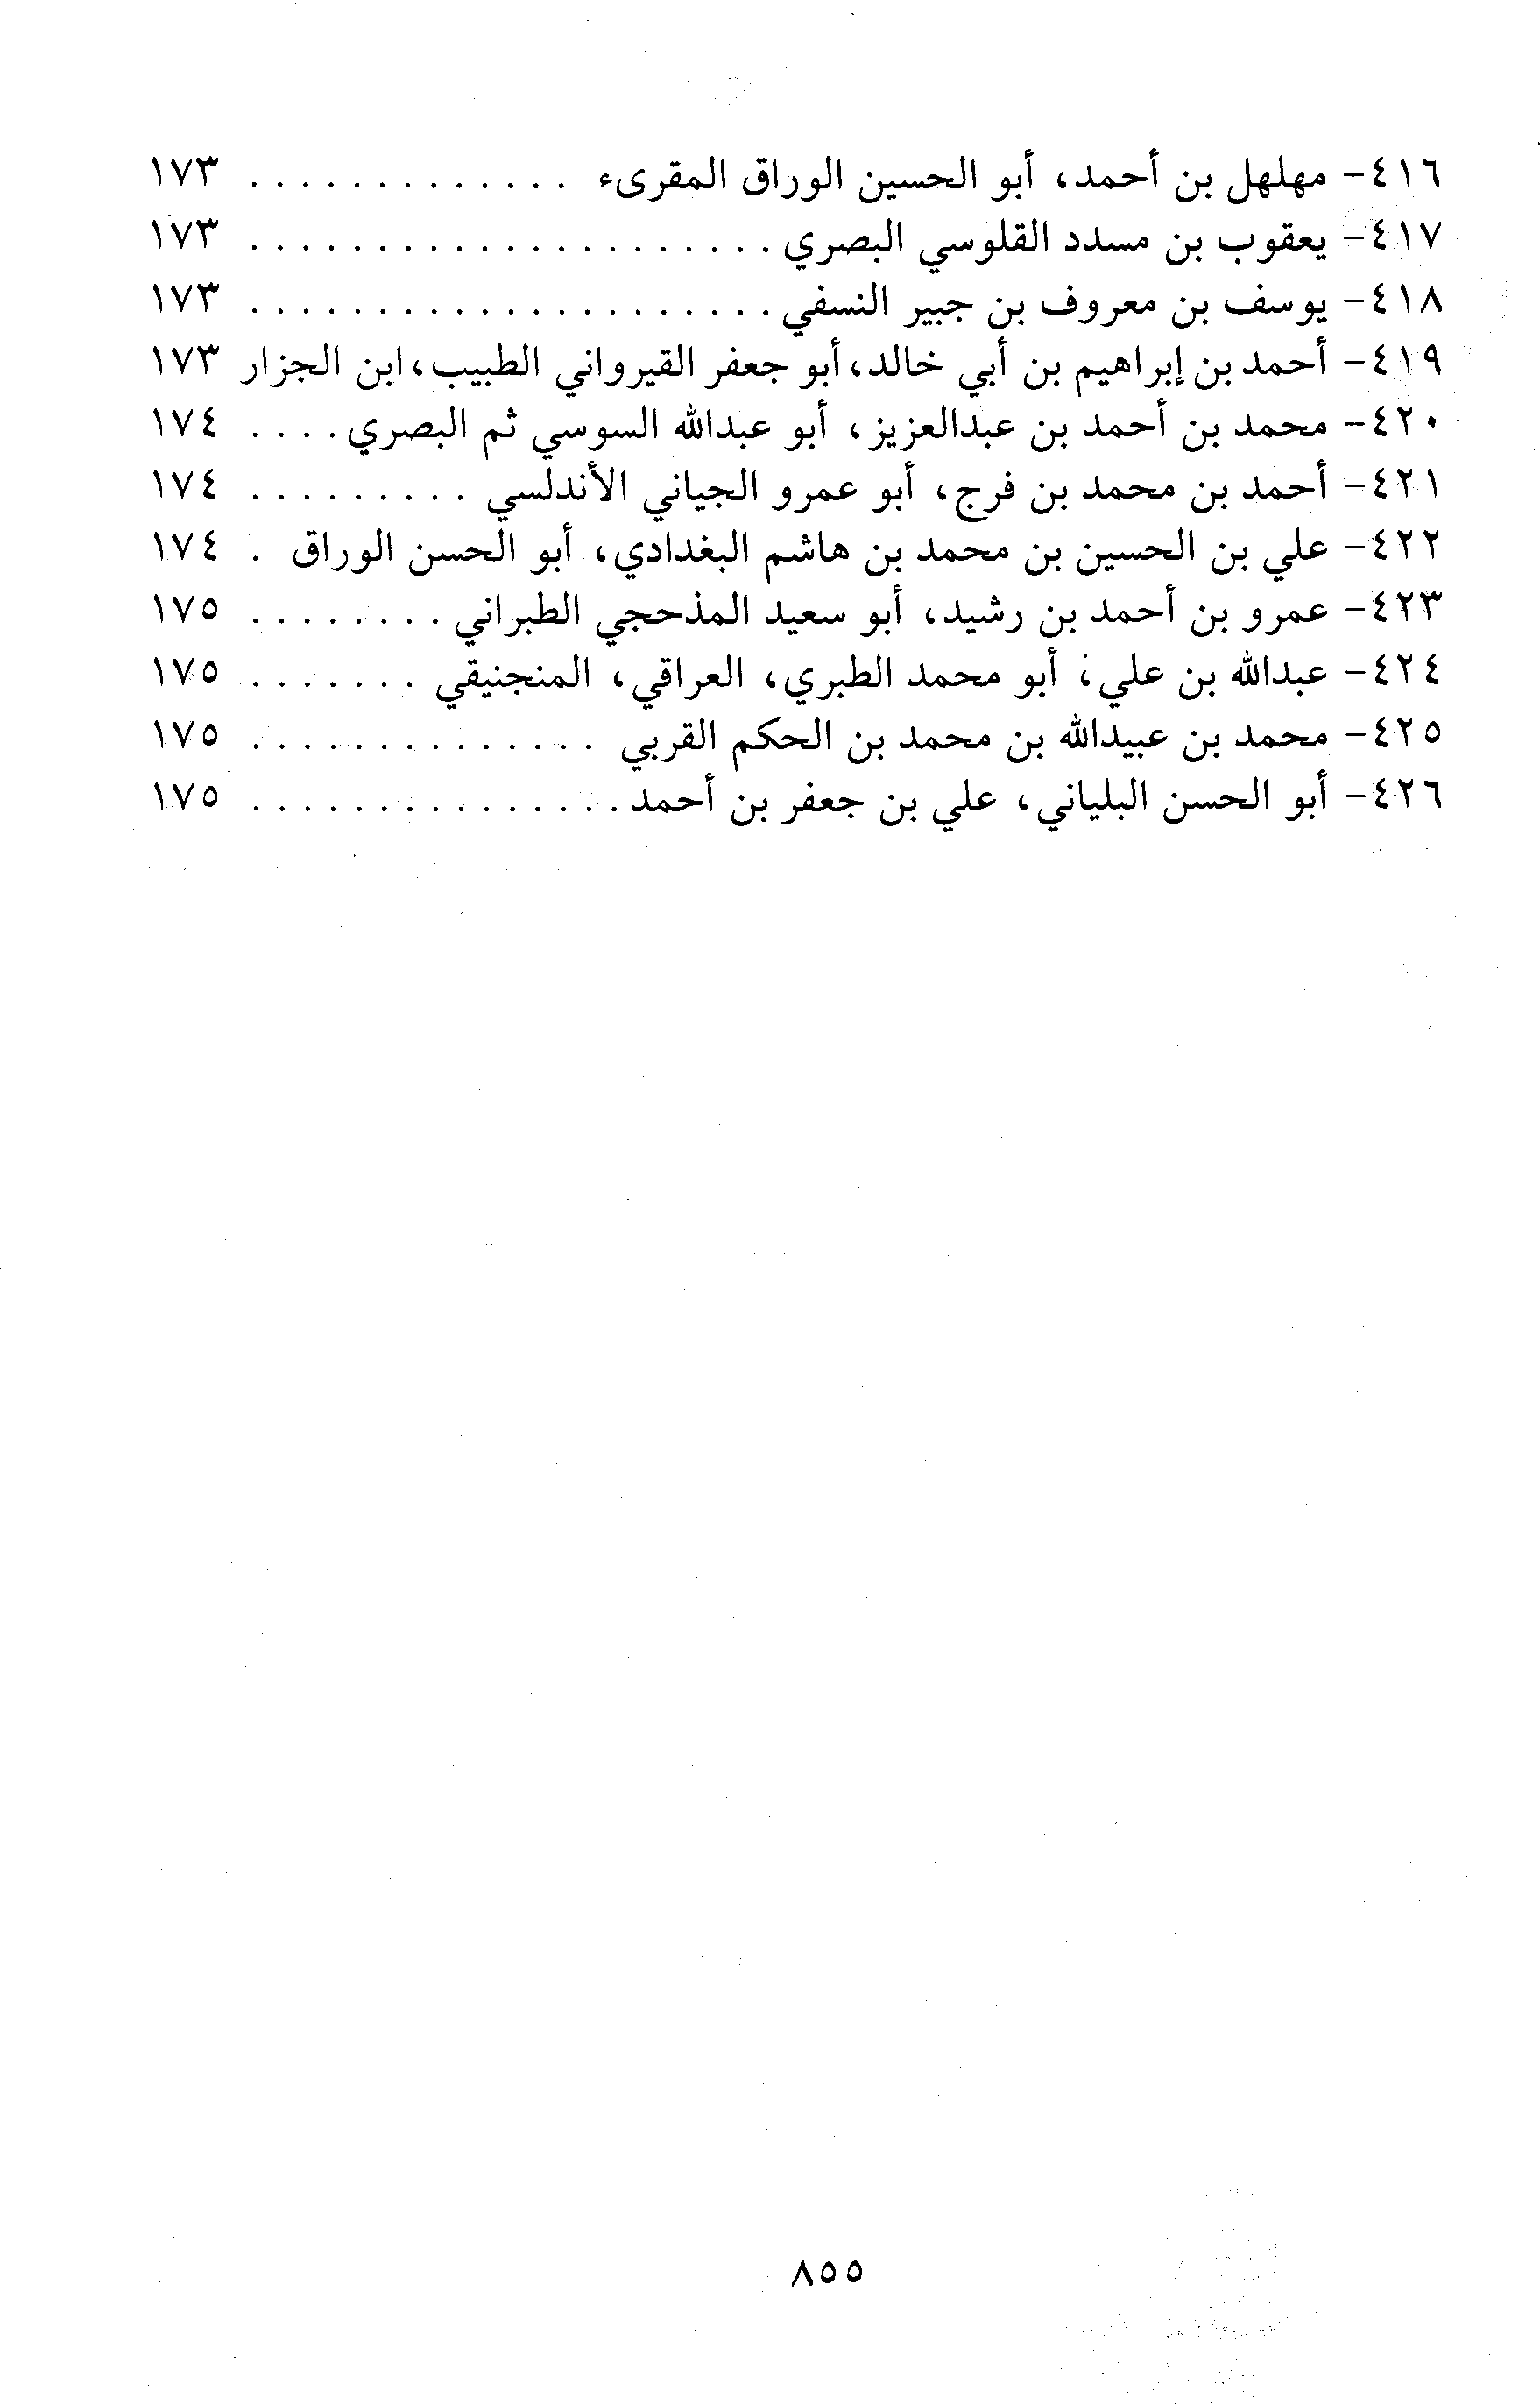 ٤١٦- مهلهل بن أحمد، أبو الحسين الوراق المقرىء . . . . . . . . . . . . . ١٧٣
٤١٧- يعقوب بن مسدد القلوسي البصري . . . . . . . . . . . . . . . . . . . . . ١٧٣
٤١٨- يوسف بن معروف بن جبير النسفي . . . . . . . . . . . . . . . . . . . . . ١٧٣
٤١٩- أحمد بن إبراهيم بن أبي خالد، أبو جعفر القيرواني الطبيب، ابن الجزار ١٧٣
٤٢٠- محمد بن أحمد بن عبدالعزيز، أبو عبدالله السوسي ثم البصري . . . . ١٧٤
٤٢١- أحمد بن محمد بن فرج، أبو عمرو الجياني الأندلسي . . . . . . . . . ١٧٤
٤٢٢- علي بن الحسين بن محمد بن هاشم البغدادي، أبو الحسن الوراق . ١٧٤
٤٢٣- عمرو بن أحمد بن رشيد، أبو سعيد المذحجي الطبراني . . . . . . . . ١٧٥
٤٢٤- عبدالله بن علي، أبو محمد الطبري، العراقي، المنجنيقي . . . . . . . ١٧٥
٤٢٥- محمد بن عبيدالله بن محمد بن الحكم القربي . . . . . . . . . . . . . . ١٧٥
٤٢٦- أبو الحسن البلياني، علي بن جعفر بن أحمد . . . . . . . . . . . . . . . ١٧٥
٨٥٥